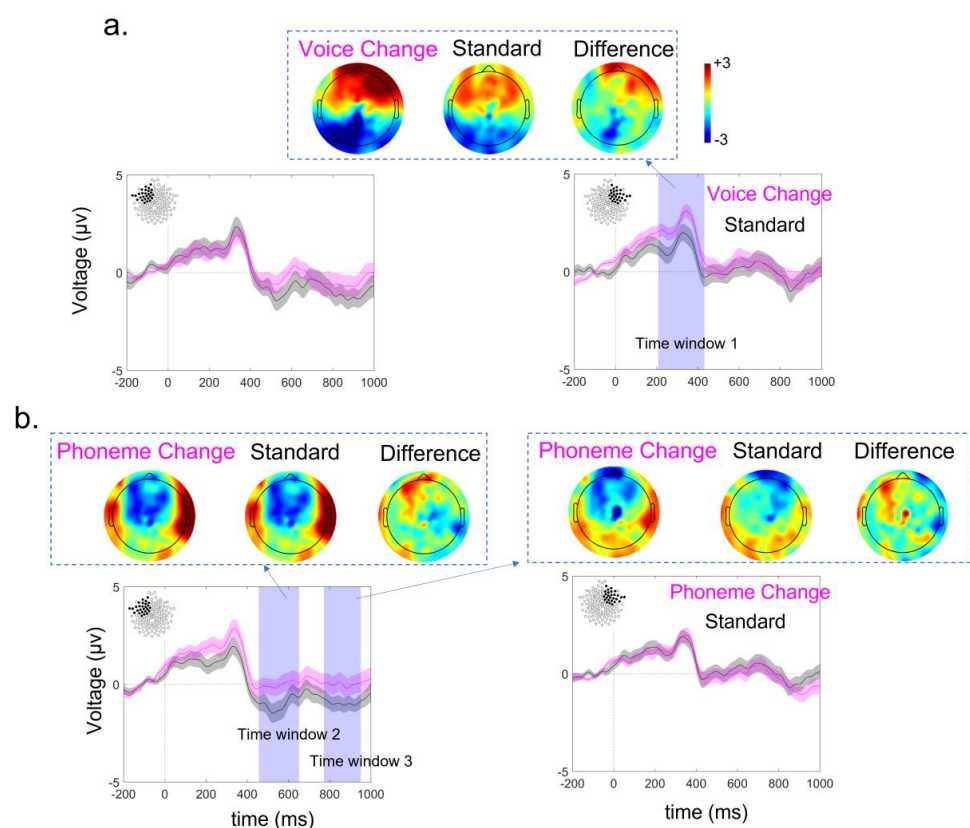 a.
Voice Change Standard Difference
+3
-3
5
0
-5
Voltage (μv)
-200 0 200 400 600 800 1000
5
0
-5
Voice Change
Standard
Time window 1
-200 0 200 400 600 800 1000
b.
Phoneme Change Standard Difference
Phoneme Change Standard Difference
5
0
-5
Voltage (μv)
Time window 2
Time window 3
-200 0 200 400 600 800 1000
time (ms)
5
0
-5
Phoneme Change
Standard
-200 0 200 400 600 800 1000
time (ms)